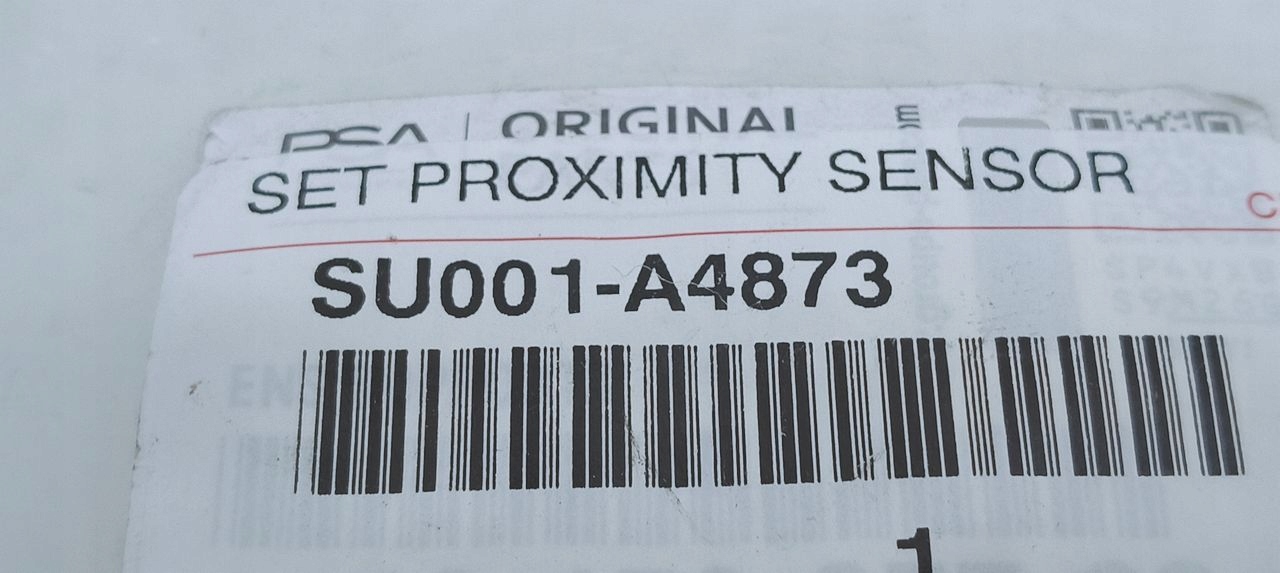 PSA | ORIGINAL
SET PROXIMITY SENSOR
SU001-A4873
1